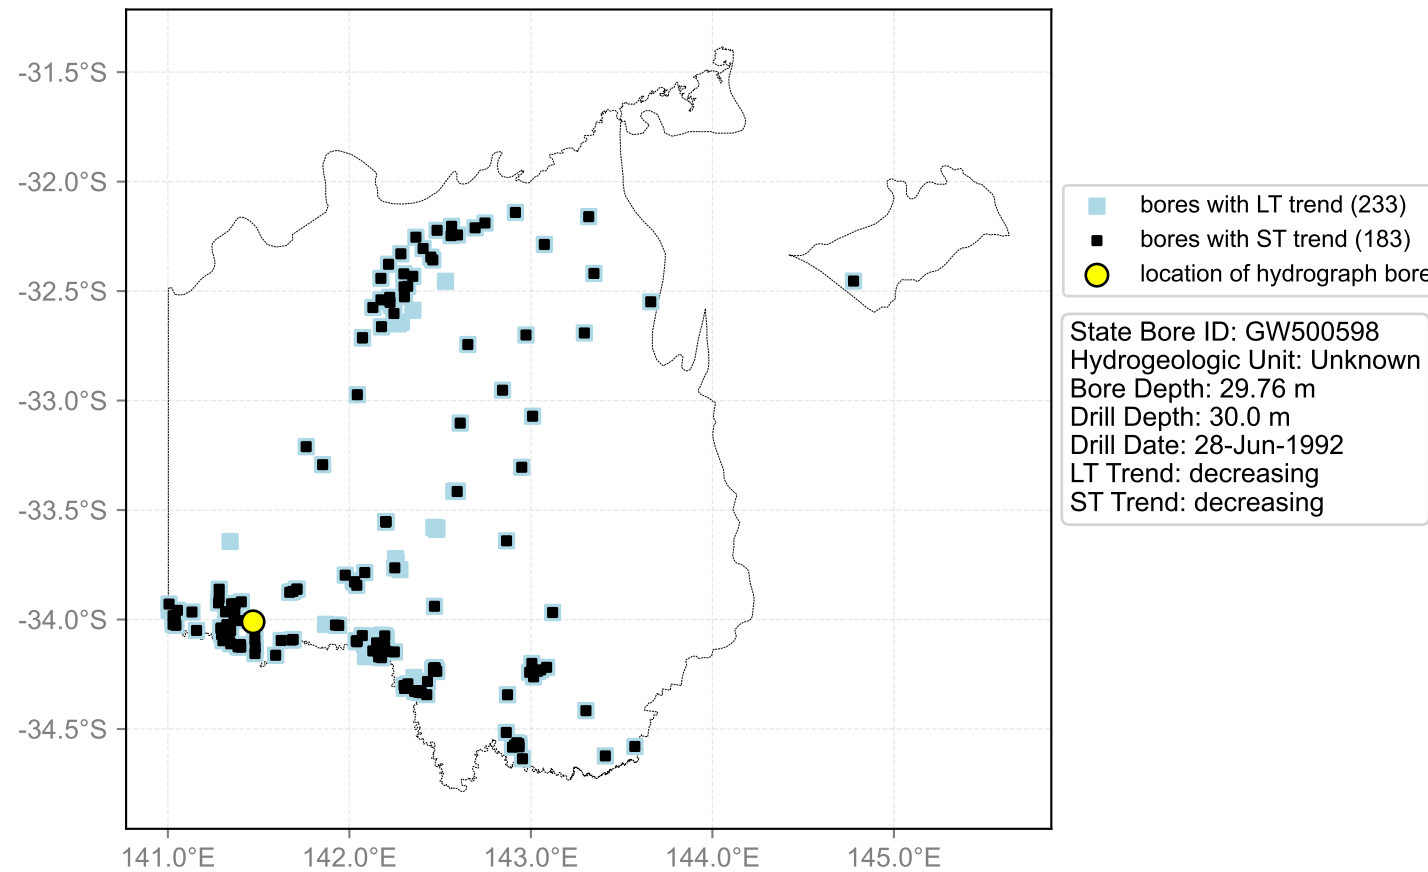 -31.5°S
-32.0°S
-32.5°S
-33.0°S
-33.5°S
-34.0°S
-34.5°S
141.0°E
142.0°E
143.0°E
144.0°E
145.0°E
bores with LT trend (233)
bores with ST trend (183)
location of hydrograph bore
State Bore ID: GW500598
Hydrogeologic Unit: Unknown
Bore Depth: 29.76 m
Drill Depth: 30.0 m
Drill Date: 28-Jun-1992
LT Trend: decreasing
ST Trend: decreasing